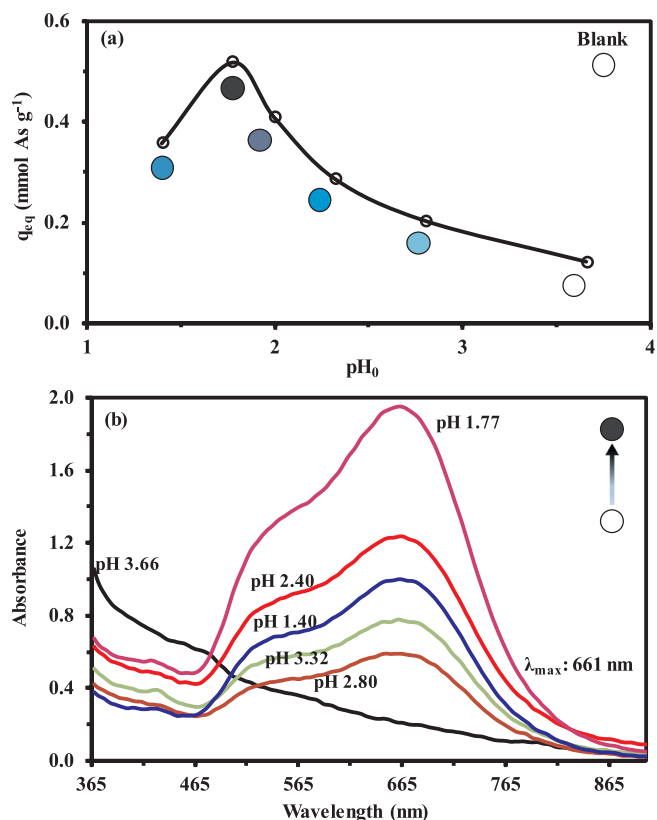 (a)
Blank
0.6
0.4
0.2
0.0
q_eq (mmol As g⁻¹)
1 2 3 4
pH₀
(b)
2.0
1.6
1.2
0.8
0.4
0.0
Absorbance
pH 1.77
pH 3.66
pH 2.40
pH 1.40
pH 3.32
pH 2.80
λ_max: 661 nm
365 465 565 665 765 865
Wavelength (nm)